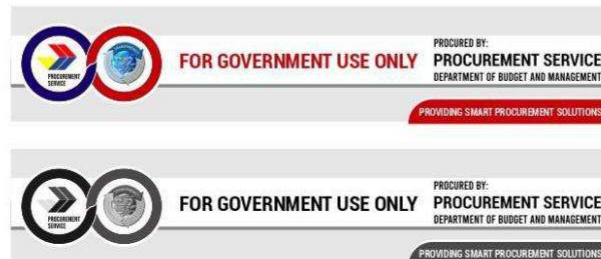 PROCUREMENT
SERVICE
FOR GOVERNMENT USE ONLY
PROCURED BY:
PROCUREMENT SERVICE
DEPARTMENT OF BUDGET AND MANAGEMENT
PROVIDING SMART PROCUREMENT SOLUTIONS
PROCUREMENT
SERVICE
FOR GOVERNMENT USE ONLY
PROCURED BY:
PROCUREMENT SERVICE
DEPARTMENT OF BUDGET AND MANAGEMENT
PROVIDING SMART PROCUREMENT SOLUTIONS